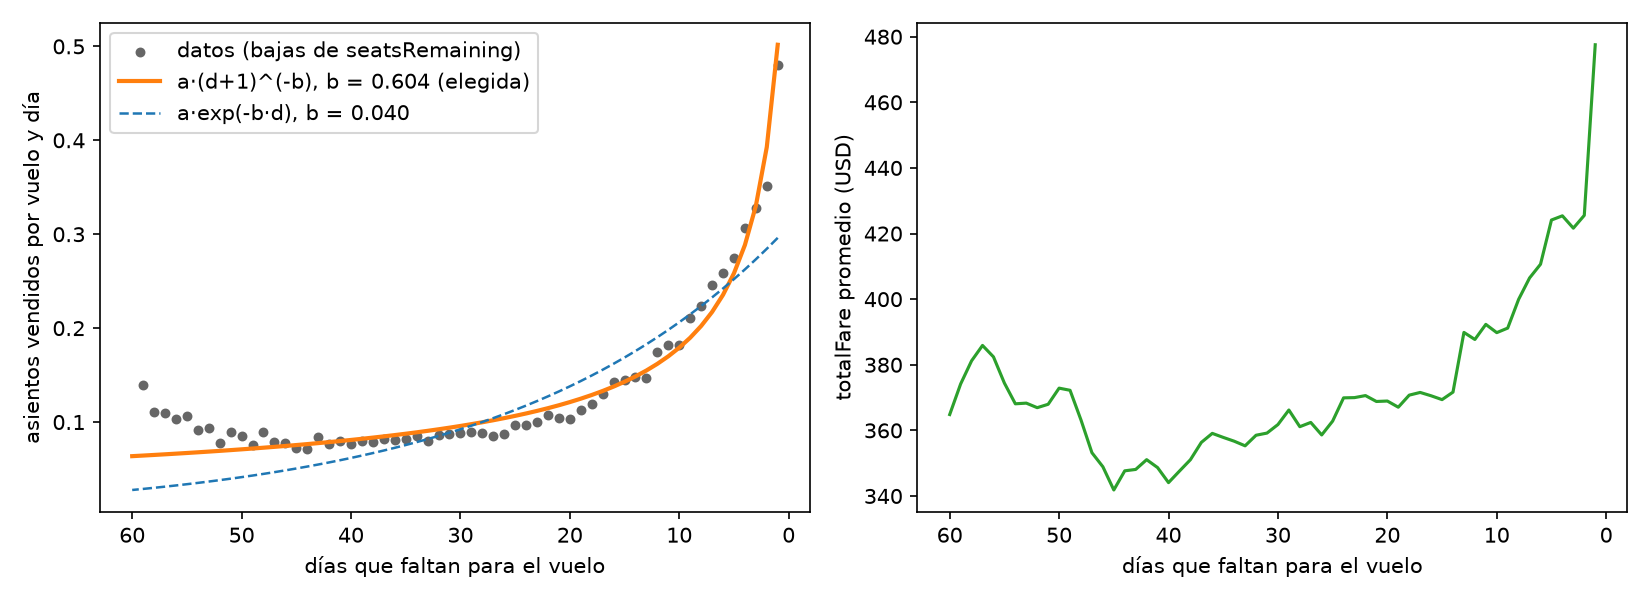 datos (bajas de seatsRemaining)
a·(d+1)^(-b), b = 0.604 (elegida)
a·exp(-b·d), b = 0.040
asientos vendidos por vuelo y día
0.5
0.4
0.3
0.2
0.1
60 50 40 30 20 10 0
días que faltan para el vuelo
totalFare promedio (USD)
480
460
440
420
400
380
360
340
60 50 40 30 20 10 0
días que faltan para el vuelo